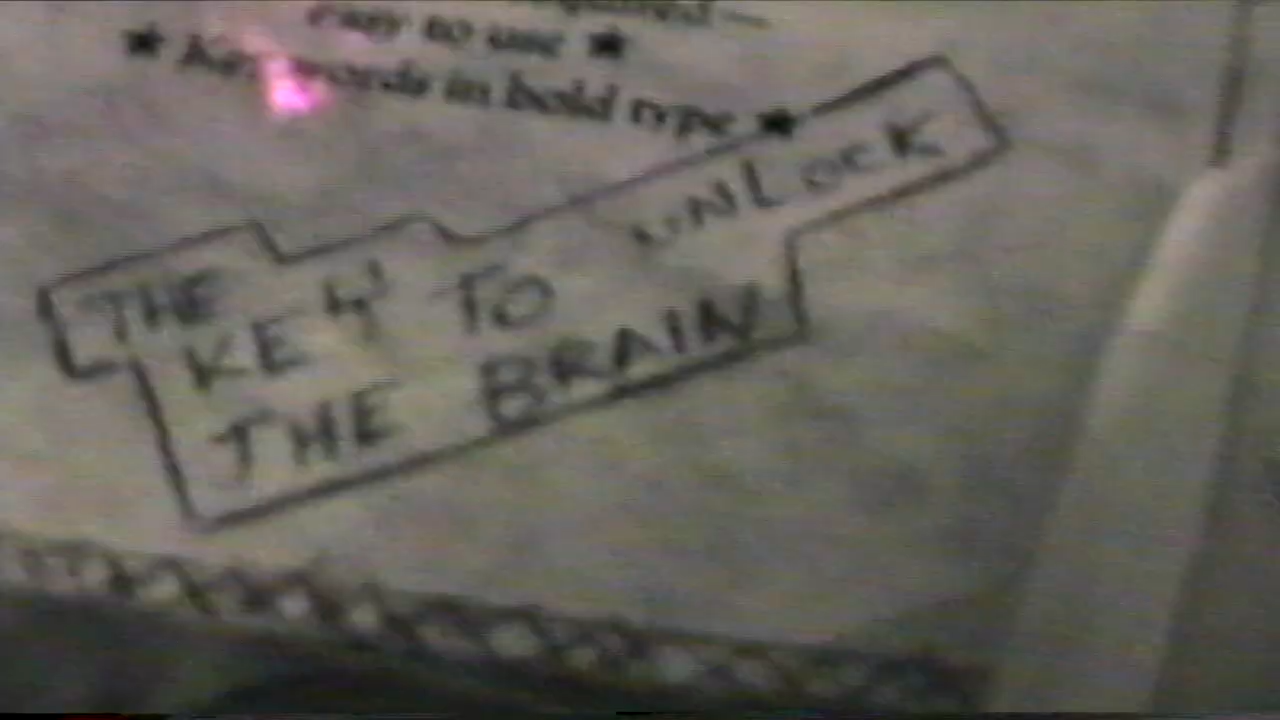 easy to use ★
★ Key words in bold type ★
UNLocK
THE
KEY TO
THE BRAIN